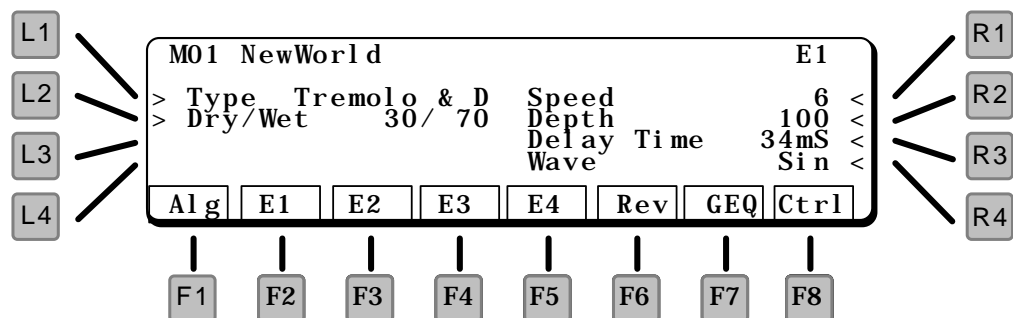 L1
R1
M01 NewWorld E1
L2
R2
> Type Tremolo & D Speed 6 <
> Dry/Wet 30/ 70 Depth 100 <
L3
R3
Delay Time 34mS <
Wave Sin <
L4
R4
Alg E1 E2 E3 E4 Rev GEQ Ctrl
F1 F2 F3 F4 F5 F6 F7 F8